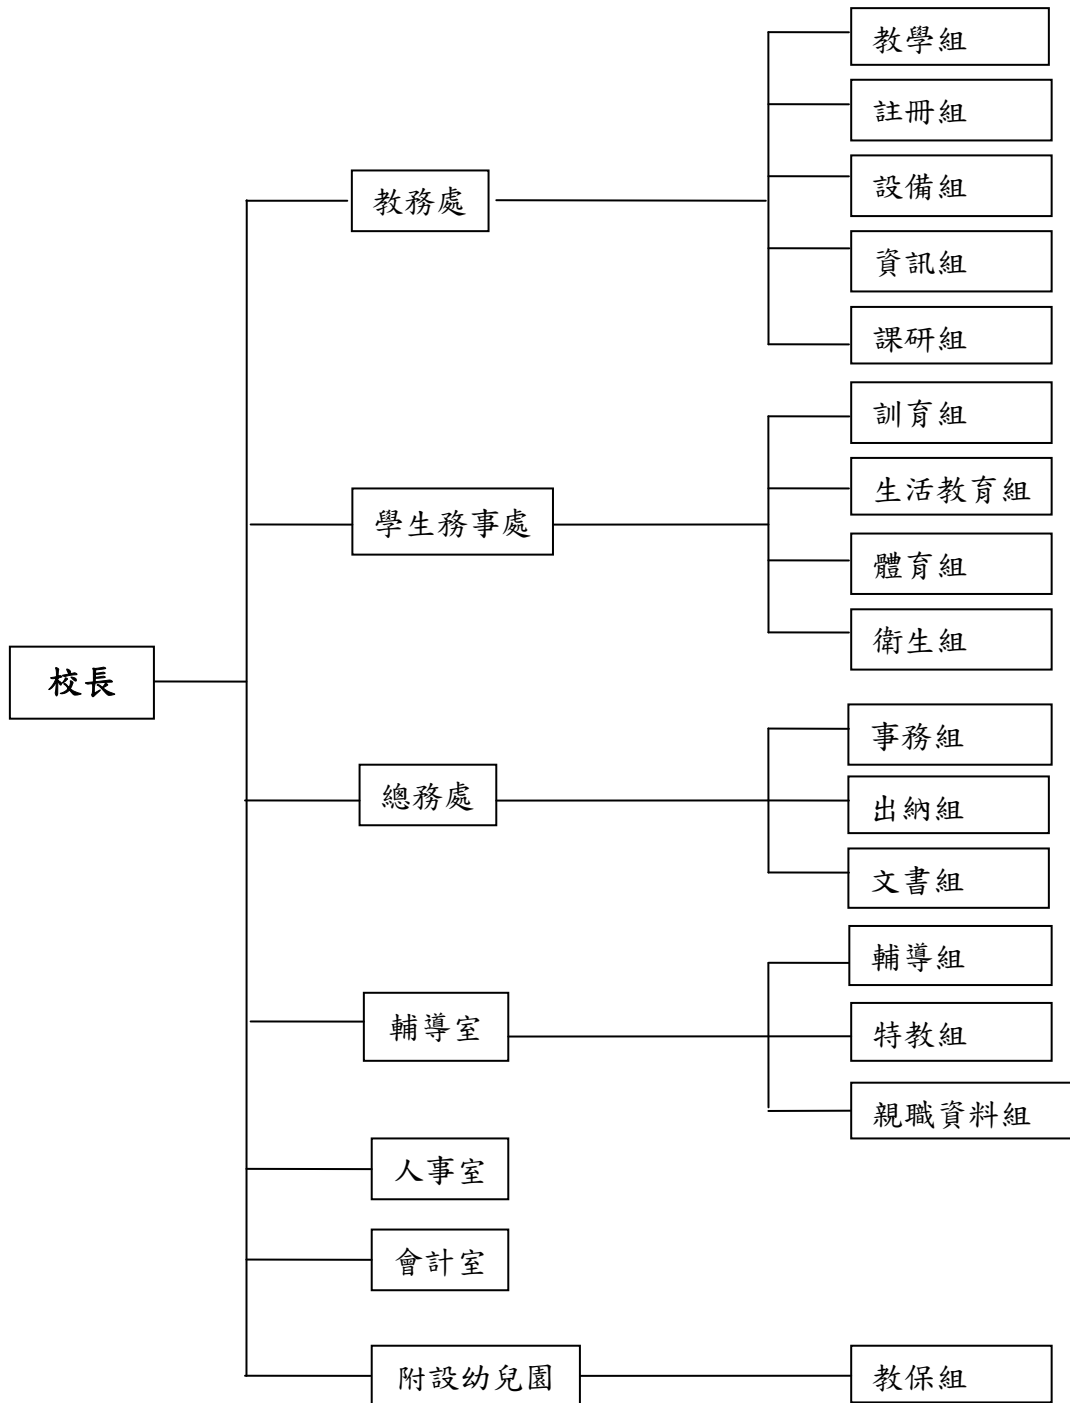 校長
教務處
教學組
註冊組
設備組
資訊組
課研組
學生務事處
訓育組
生活教育組
體育組
衛生組
總務處
事務組
出納組
文書組
輔導室
輔導組
特教組
親職資料組
人事室
會計室
附設幼兒園
教保組